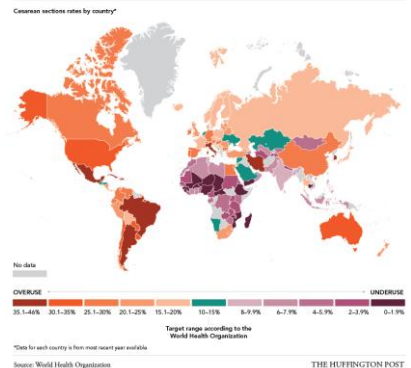 Cesarean sections rates by country*
No data
OVERUSE
UNDERUSE
35.1–46% 30.1–35% 25.1–30% 20.1–25% 15.1–20% 10–15% 8–9.9% 6–7.9% 4–5.9% 2–3.9% 0–1.9%
Target range according to the
World Health Organization
*Data for each country is from most recent year available
Source: World Health Organization
THE HUFFINGTON POST